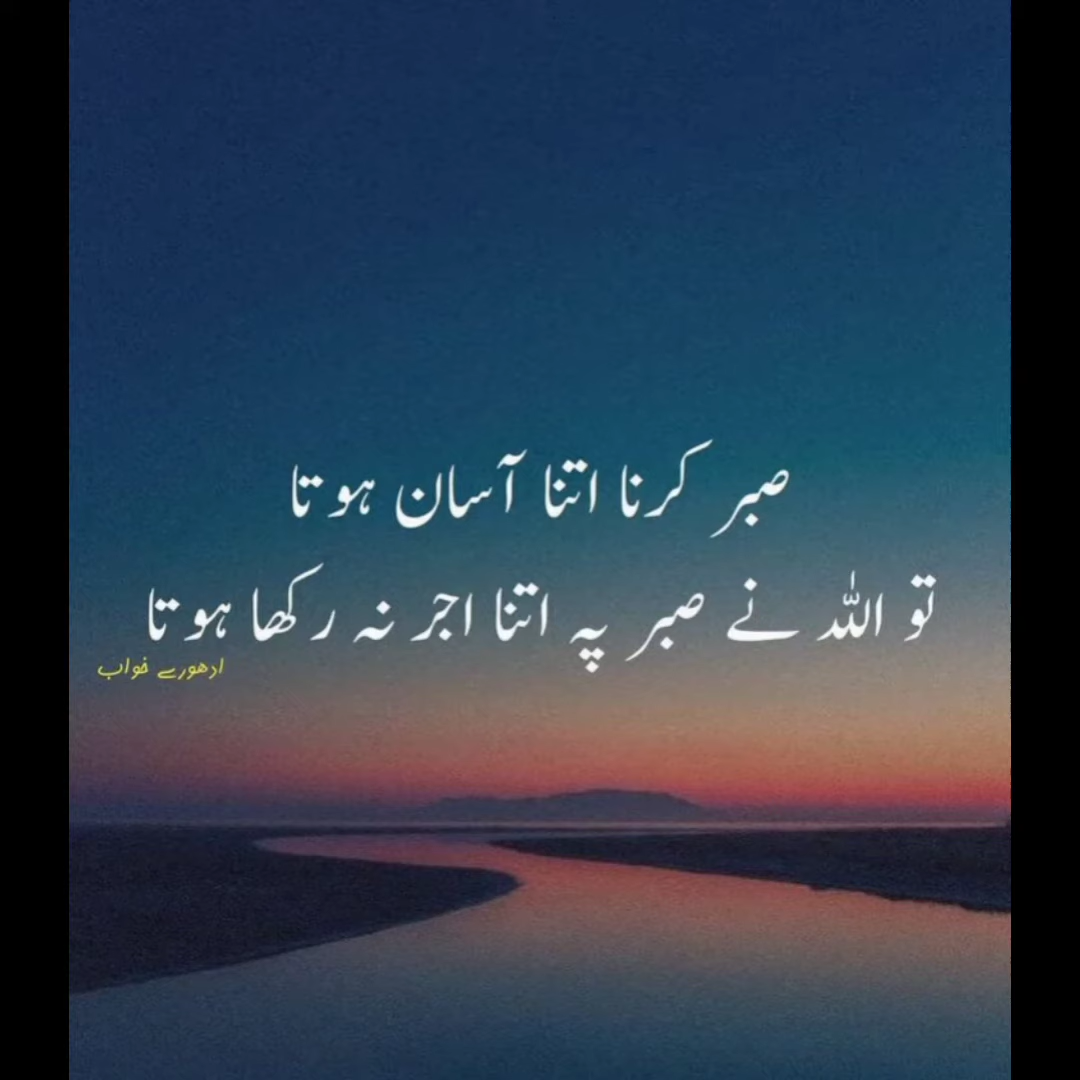 صبر کرنا اتنا آسان ہوتا
تو اللہ نے صبر پہ اتنا اجر نہ رکھا ہوتا
ادھورے خواب